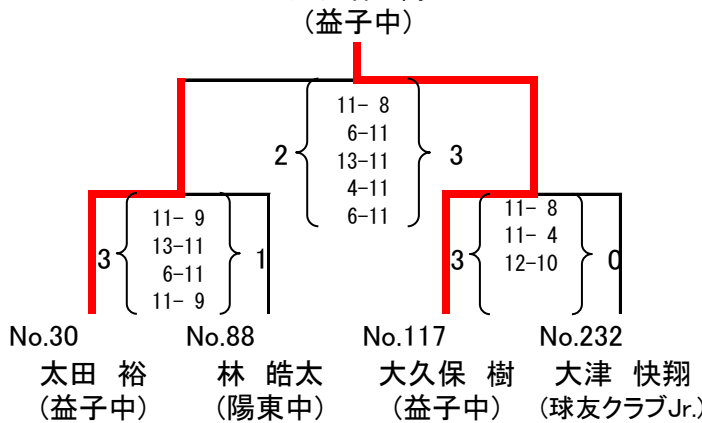 (益子中)
11- 8
6-11
2 13-11 3
4-11
6-11
11- 9
13-11
3 6-11 1
11- 9
11- 8
11- 4
3 12-10 0
No.30 No.88 No.117 No.232
太田 裕 林 皓太 大久保 樹 大津 快翔
(益子中) (陽東中) (益子中) (球友クラブJr.)